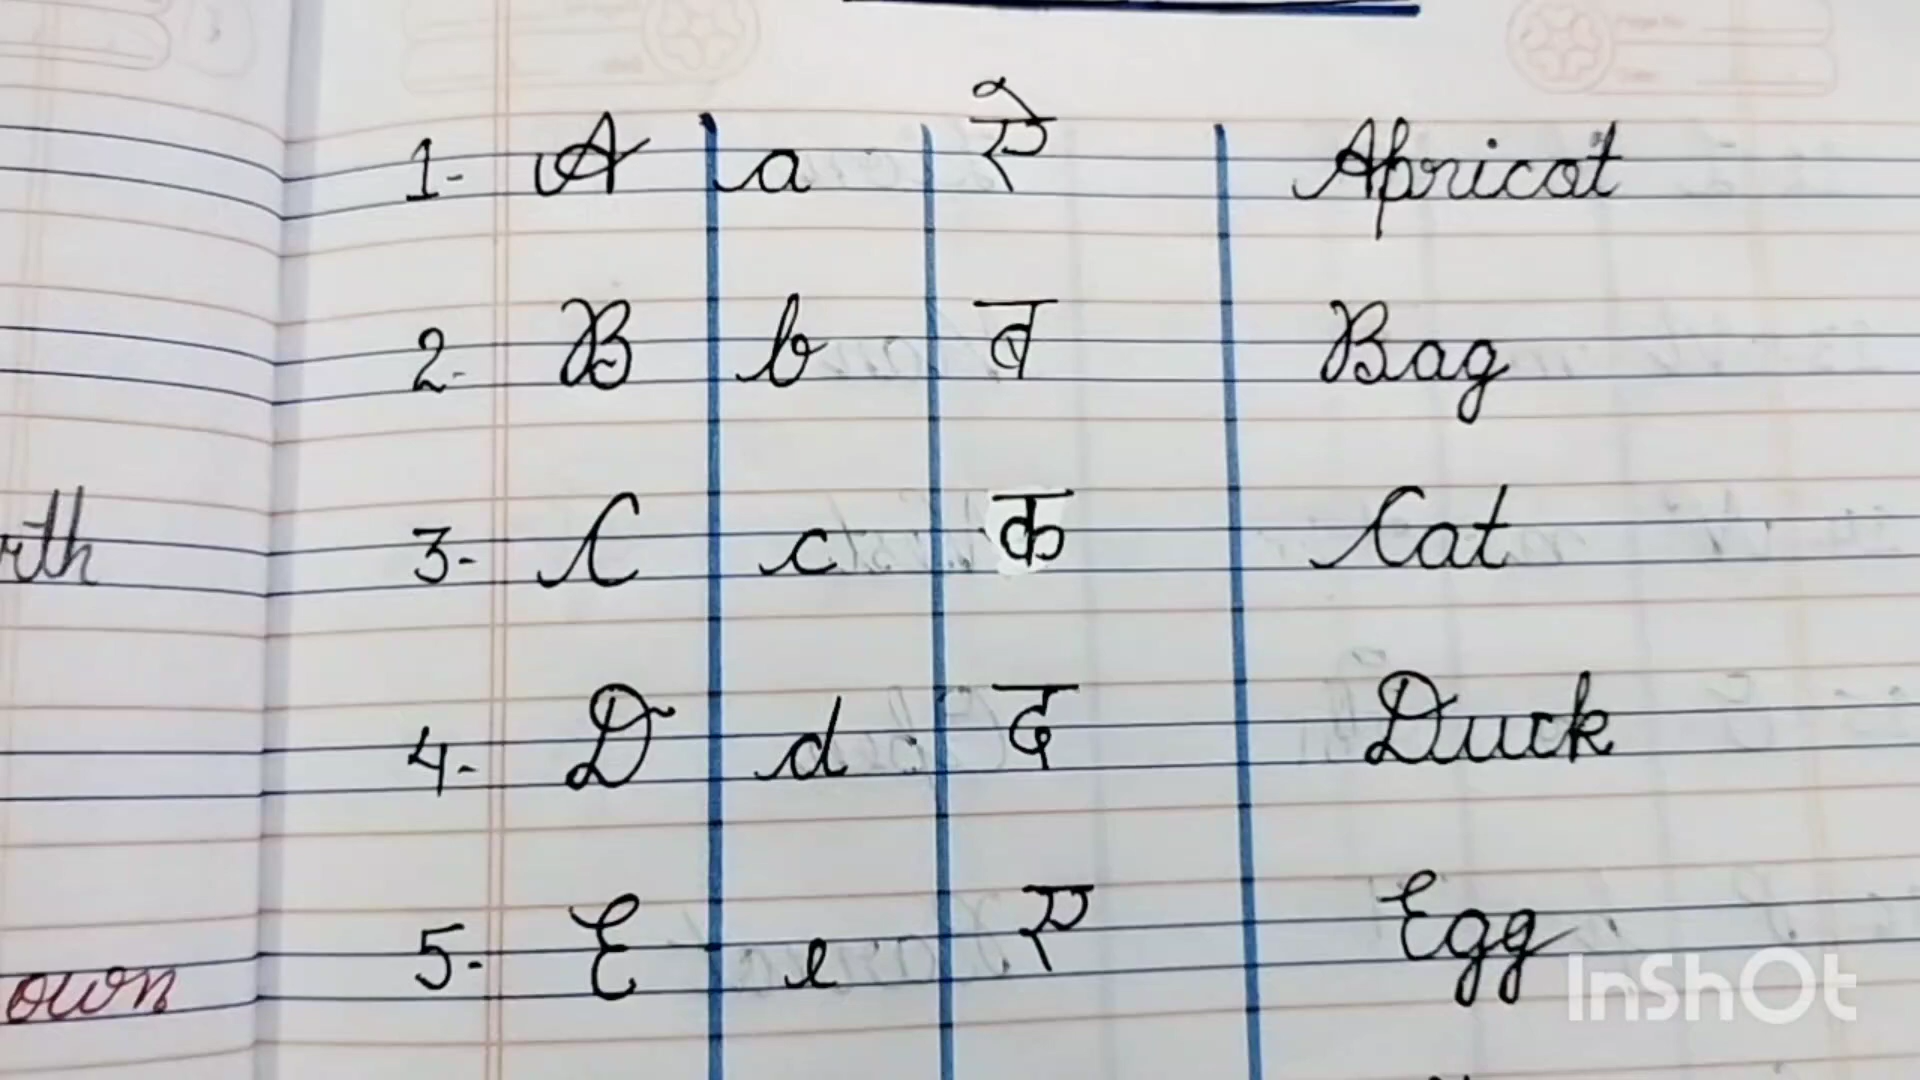 1- A a ऐ Apricot
2- B b ब Bag
rth
3- C c क Cat
4- D d द Duck
5- E e ए Egg
own
InShOt